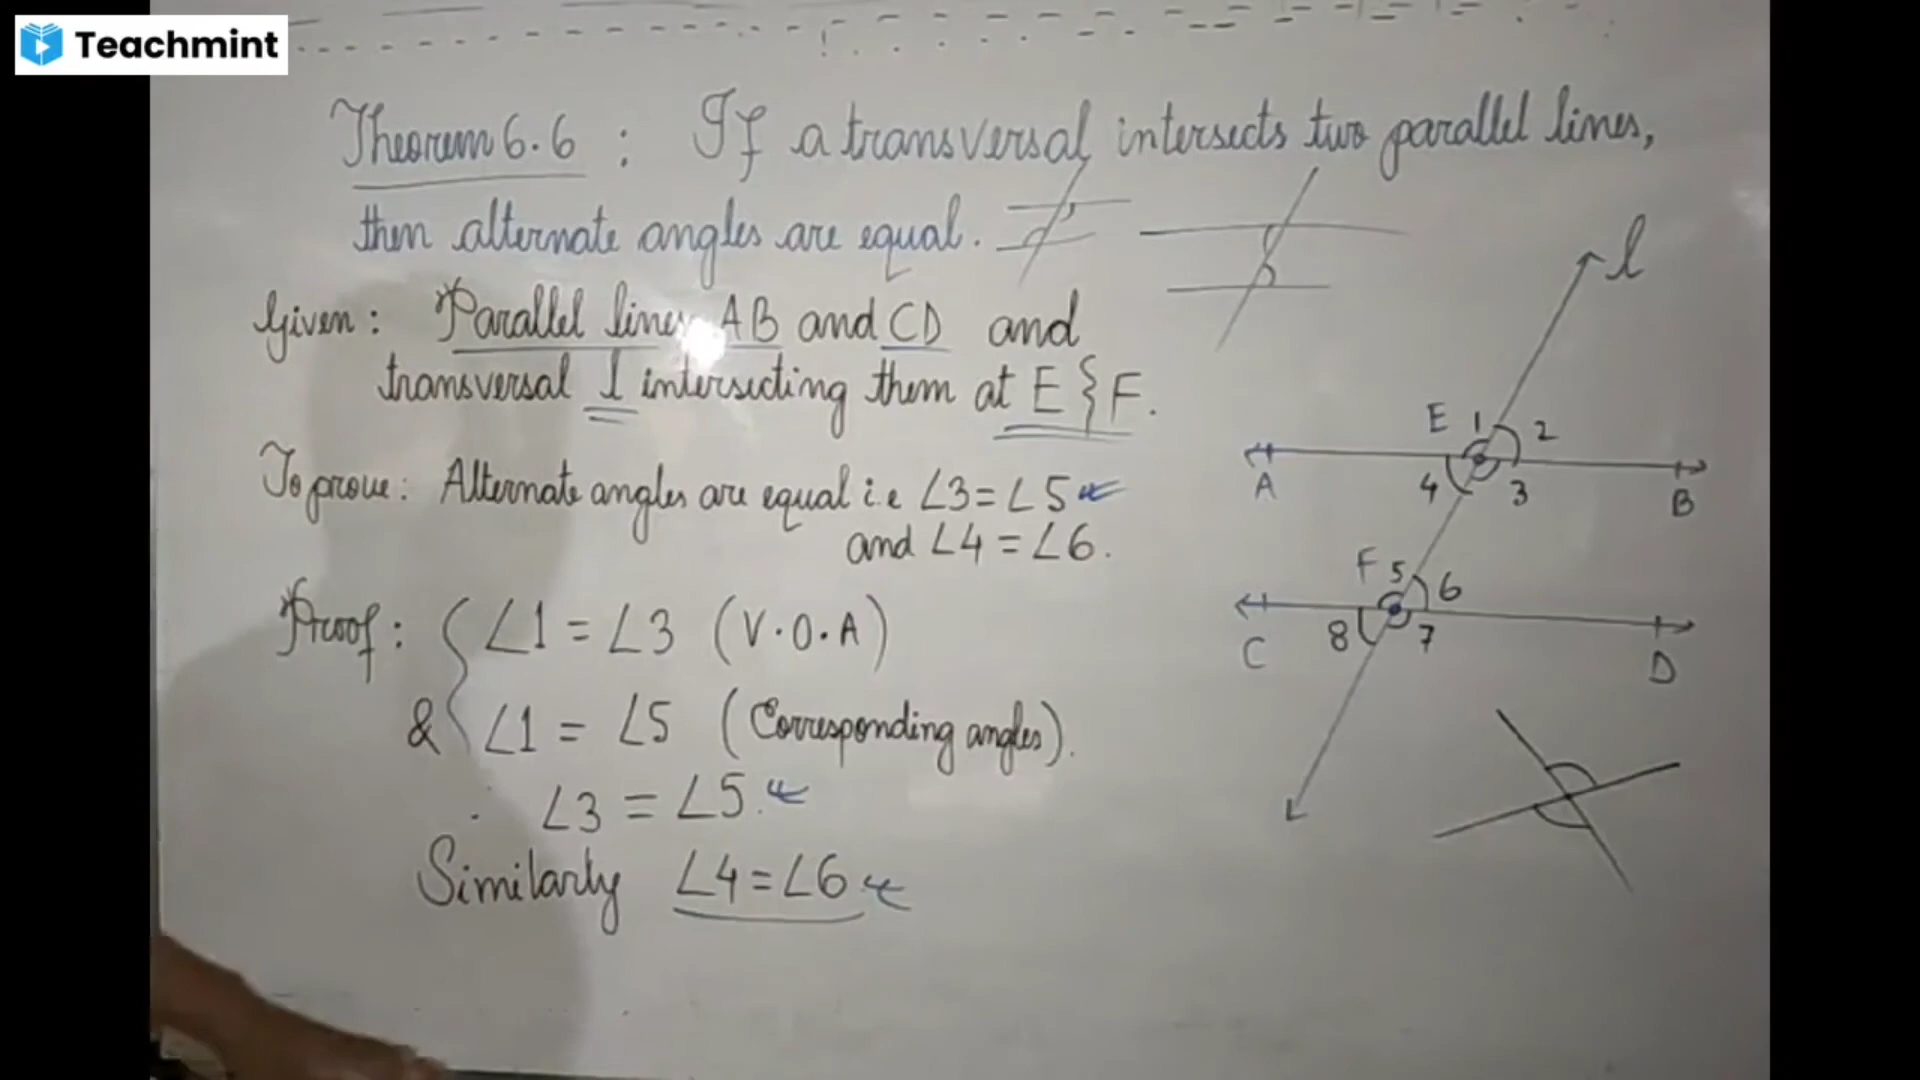 Teachmint
Theorem 6.6 : If a transversal intersects two parallel lines,
then alternate angles are equal.
Given : Parallel lines AB and CD and
transversal l intersecting them at E & F.
To prove : Alternate angles are equal i.e ∠3 = ∠5
and ∠4 = ∠6.
Proof : ∠1 = ∠3 (V.O.A)
& ∠1 = ∠5 (Corresponding angles).
∴ ∠3 = ∠5.
Similarly ∠4 = ∠6
l
E 1 2
A 4 3 B
F 5 6
C 8 7 D